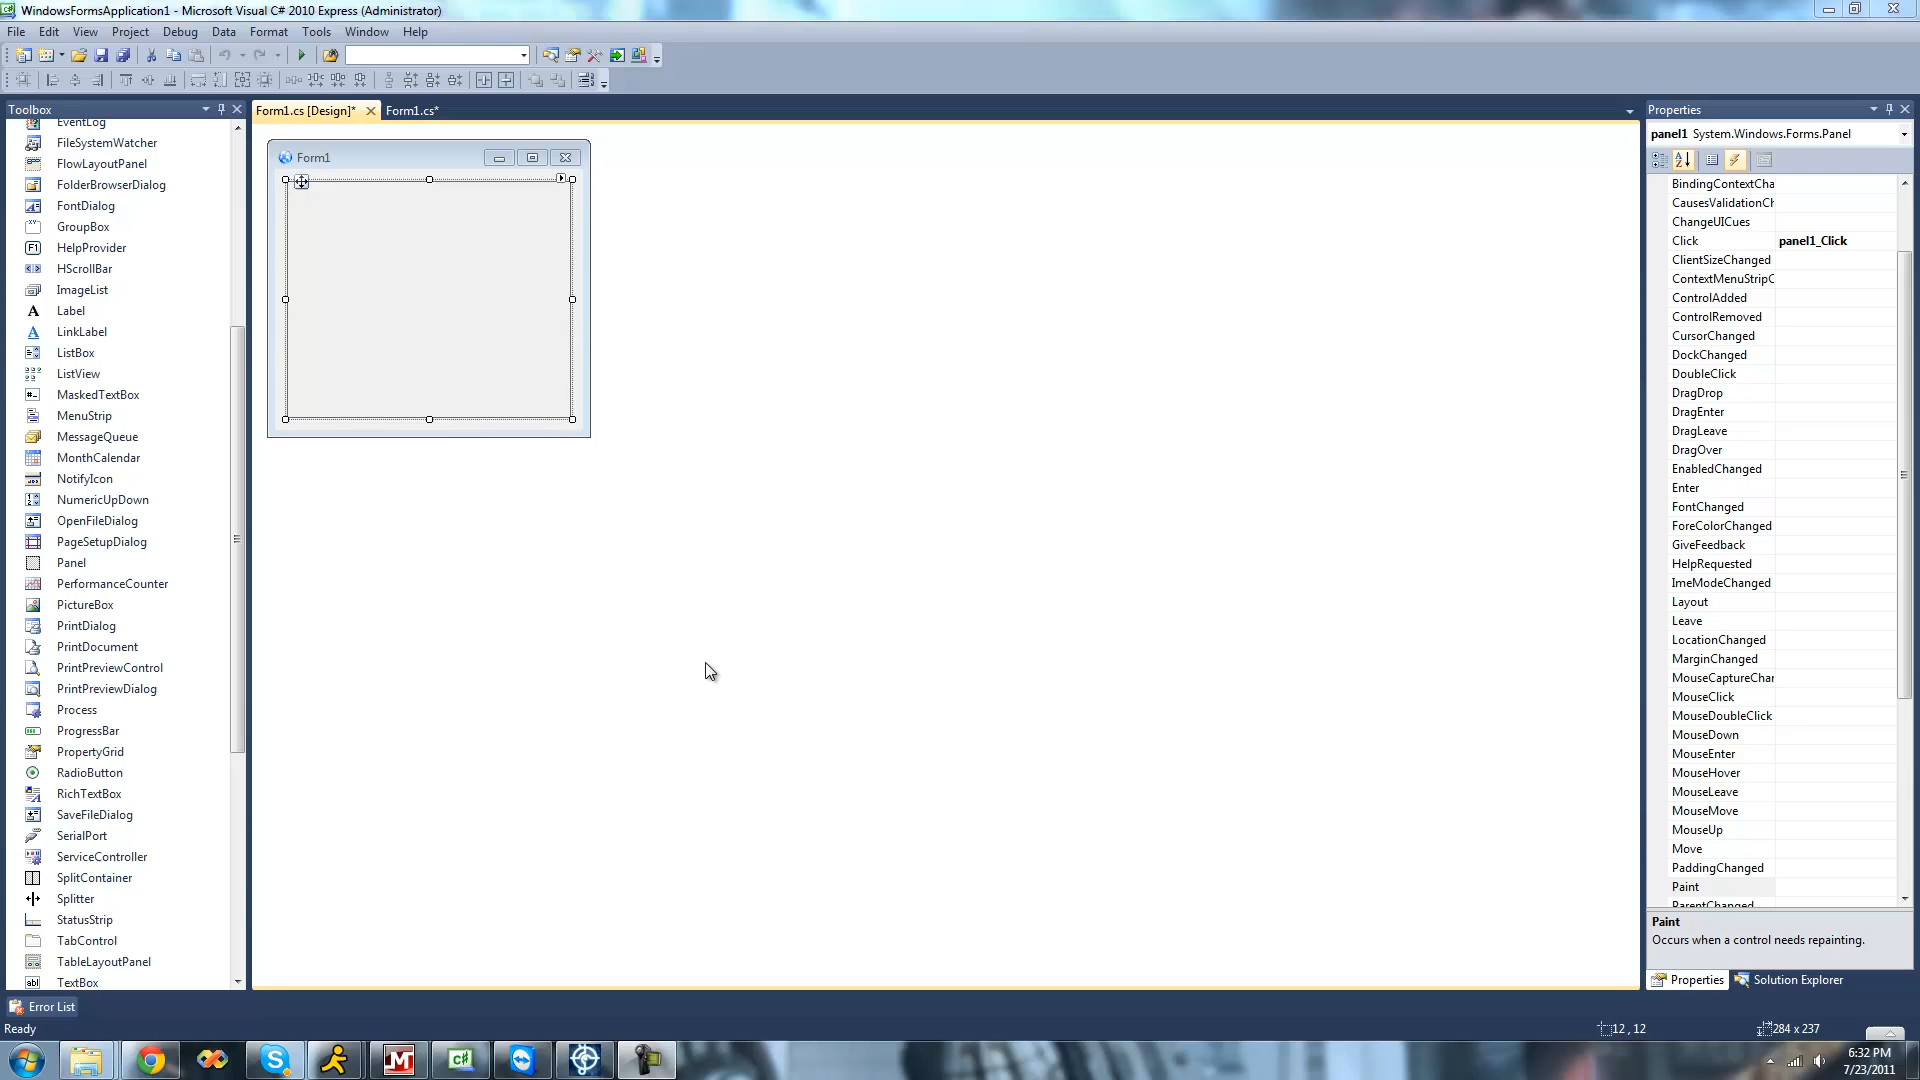 WindowsFormsApplication1 - Microsoft Visual C# 2010 Express (Administrator)
File Edit View Project Debug Data Format Tools Window Help
Toolbox
EventLog
FileSystemWatcher
FlowLayoutPanel
FolderBrowserDialog
FontDialog
GroupBox
HelpProvider
HScrollBar
ImageList
Label
LinkLabel
ListBox
ListView
MaskedTextBox
MenuStrip
MessageQueue
MonthCalendar
NotifyIcon
NumericUpDown
OpenFileDialog
PageSetupDialog
Panel
PerformanceCounter
PictureBox
PrintDialog
PrintDocument
PrintPreviewControl
PrintPreviewDialog
Process
ProgressBar
PropertyGrid
RadioButton
RichTextBox
SaveFileDialog
SerialPort
ServiceController
SplitContainer
Splitter
StatusStrip
TabControl
TableLayoutPanel
TextBox
Form1.cs [Design]* Form1.cs*
Form1
Properties
panel1 System.Windows.Forms.Panel
BindingContextCha
CausesValidationCh
ChangeUICues
Click panel1_Click
ClientSizeChanged
ContextMenuStripC
ControlAdded
ControlRemoved
CursorChanged
DockChanged
DoubleClick
DragDrop
DragEnter
DragLeave
DragOver
EnabledChanged
Enter
FontChanged
ForeColorChanged
GiveFeedback
HelpRequested
ImeModeChanged
Layout
Leave
LocationChanged
MarginChanged
MouseCaptureChar
MouseClick
MouseDoubleClick
MouseDown
MouseEnter
MouseHover
MouseLeave
MouseMove
MouseUp
Move
PaddingChanged
Paint
ParentChanged
Paint
Occurs when a control needs repainting.
Properties Solution Explorer
Error List
Ready 12 , 12 284 x 237
6:32 PM
7/23/2011